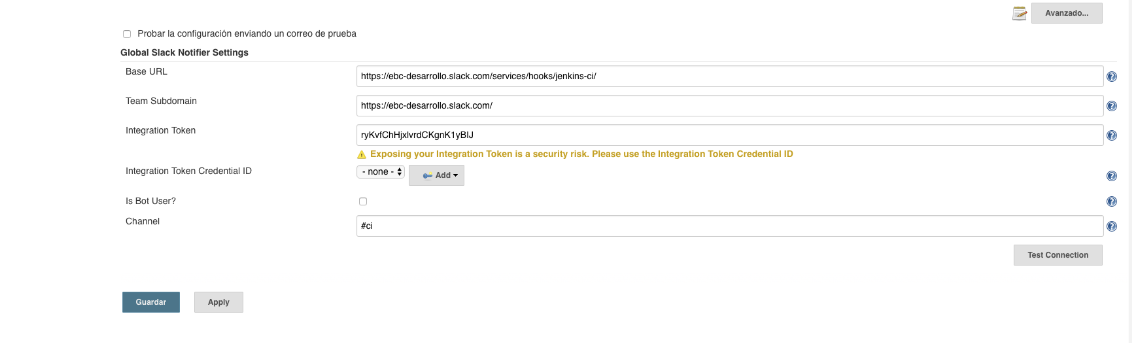 Avanzado...
Probar la configuración enviando un correo de prueba
Global Slack Notifier Settings
Base URL
https://ebc-desarrollo.slack.com/services/hooks/jenkins-ci/
Team Subdomain
https://ebc-desarrollo.slack.com/
Integration Token
ryKvfChHjxlvrdCKgnK1yBlJ
Exposing your Integration Token is a security risk. Please use the Integration Token Credential ID
Integration Token Credential ID
- none -
Add
Is Bot User?
Channel
#ci
Test Connection
Guardar
Apply